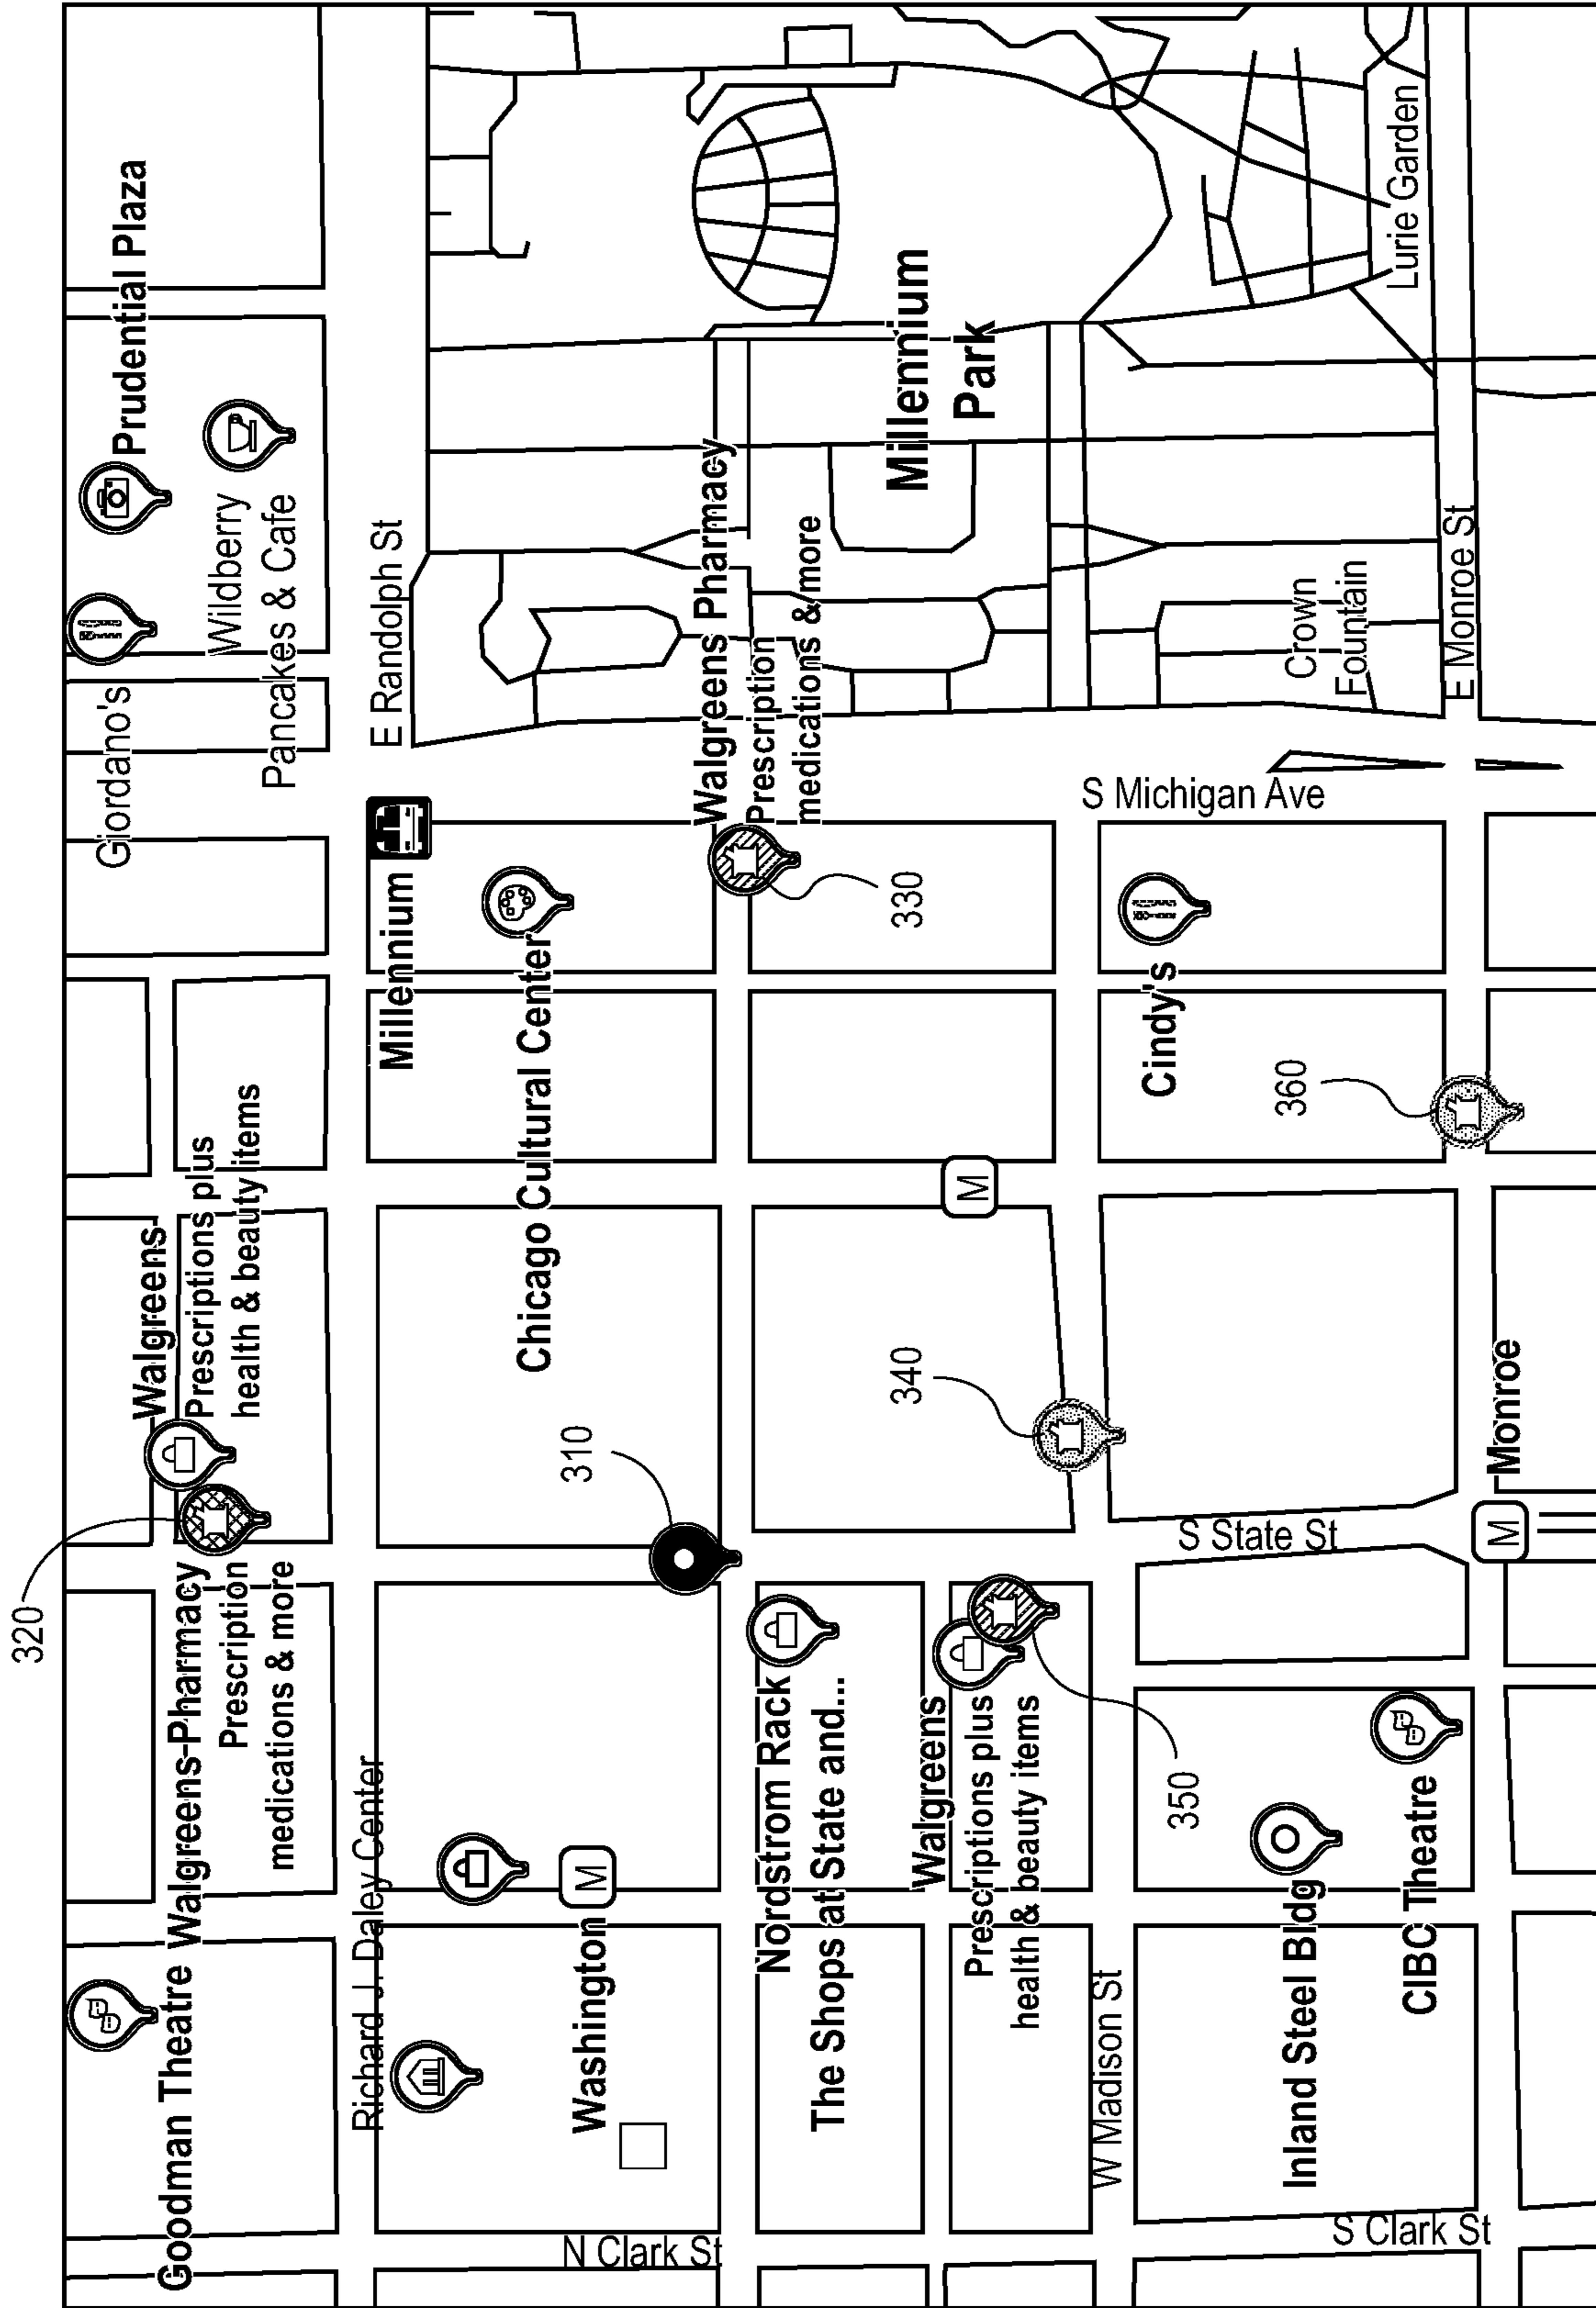 320
Goodman Theatre
Walgreens-Pharmacy
Prescription
medications & more
Walgreens
Prescriptions plus
health & beauty items
Giordano's
Wildberry
Pancakes & Cafe
Prudential Plaza
Richard J. Daley Center
Millennium
E Randolph St
Chicago Cultural Center
M
Washington
N Clark St
310
Walgreens Pharmacy
Prescription
medications & more
330
Millennium
Park
Nordstrom Rack
The Shops at State and...
340
M
Walgreens
Prescriptions plus
health & beauty items
350
W Madison St
S Michigan Ave
Cindy's
S State St
360
Crown
Fountain
Lurie Garden
Inland Steel Bldg
CIBC Theatre
S Clark St
E Monroe St
M
Monroe